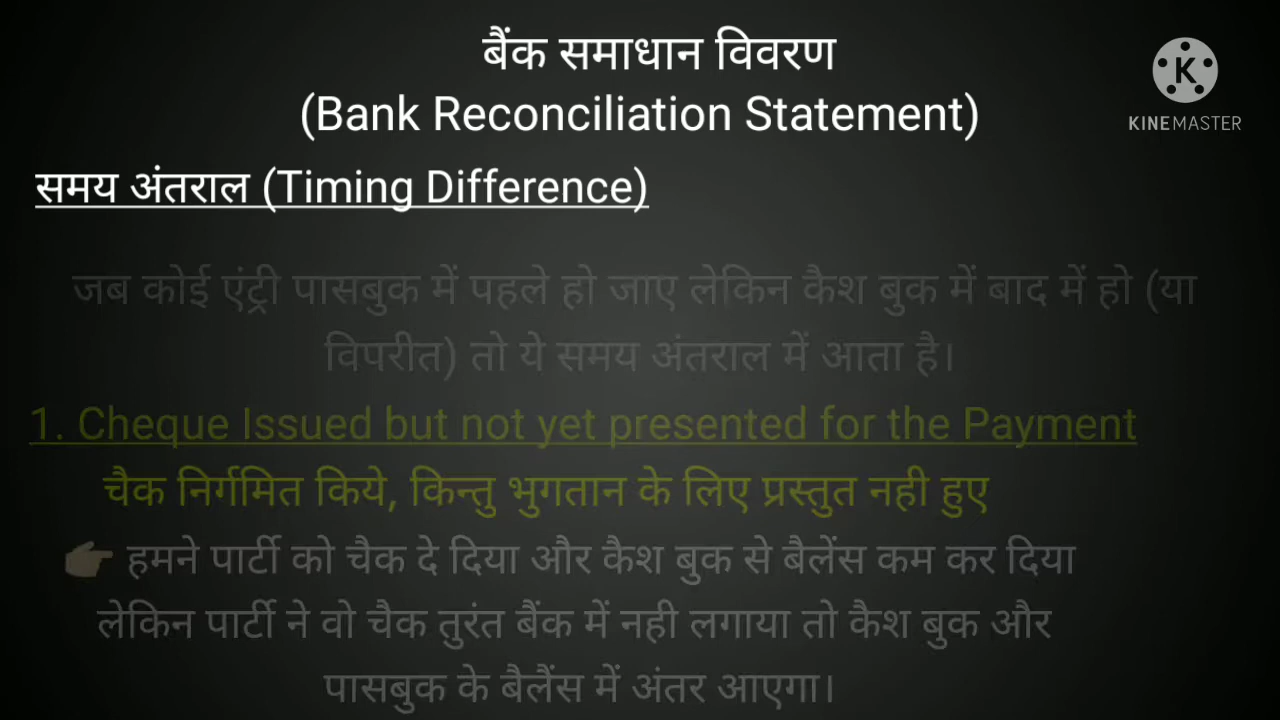 बैंक समाधान विवरण
(Bank Reconciliation Statement)
KINEMASTER
समय अंतराल (Timing Difference)
जब कोई एंट्री पासबुक में पहले हो जाए लेकिन कैश बुक में बाद में हो (या
विपरीत) तो ये समय अंतराल में आता है।
1. Cheque Issued but not yet presented for the Payment
चैक निर्गमित किये, किन्तु भुगतान के लिए प्रस्तुत नही हुए
हमने पार्टी को चैक दे दिया और कैश बुक से बैलेंस कम कर दिया
लेकिन पार्टी ने वो चैक तुरंत बैंक में नही लगाया तो कैश बुक और
पासबुक के बैलैंस में अंतर आएगा।